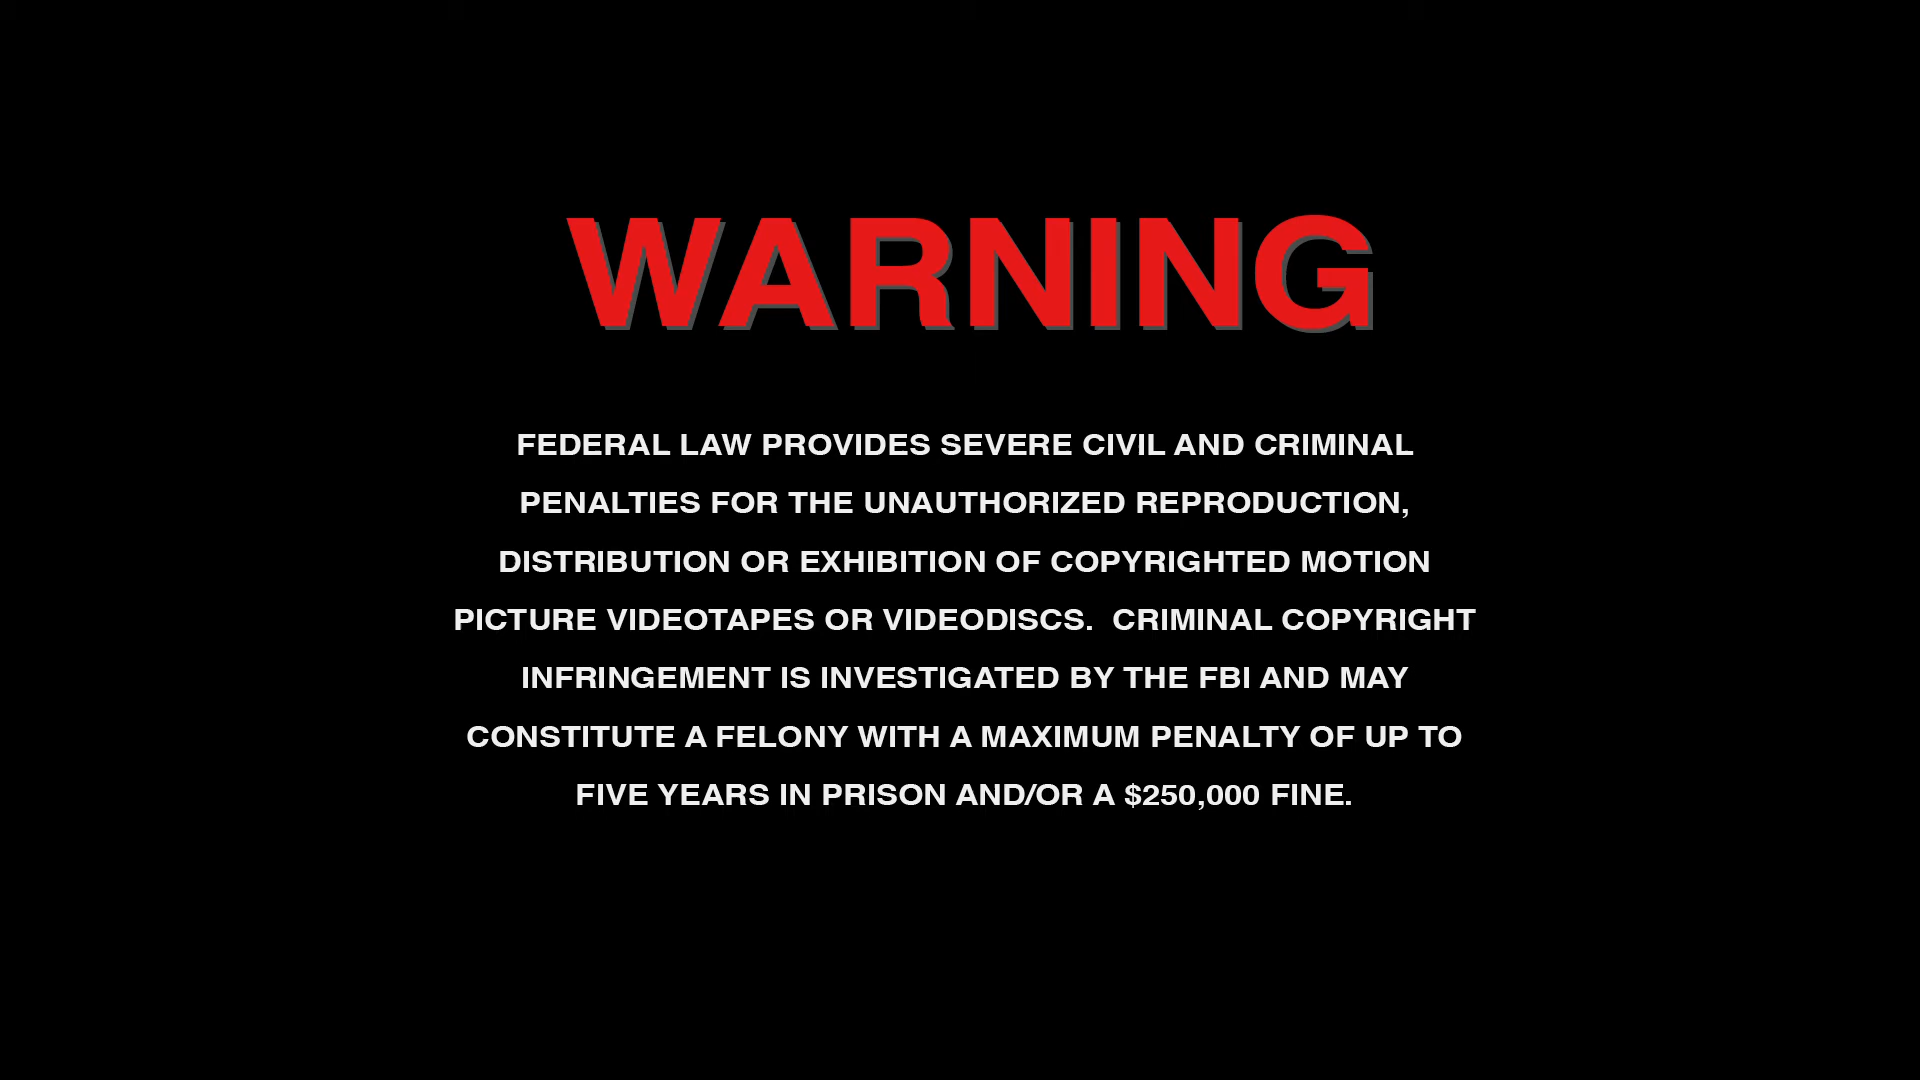 WARNING
FEDERAL LAW PROVIDES SEVERE CIVIL AND CRIMINAL
PENALTIES FOR THE UNAUTHORIZED REPRODUCTION,
DISTRIBUTION OR EXHIBITION OF COPYRIGHTED MOTION
PICTURE VIDEOTAPES OR VIDEODISCS.  CRIMINAL COPYRIGHT
INFRINGEMENT IS INVESTIGATED BY THE FBI AND MAY
CONSTITUTE A FELONY WITH A MAXIMUM PENALTY OF UP TO
FIVE YEARS IN PRISON AND/OR A $250,000 FINE.